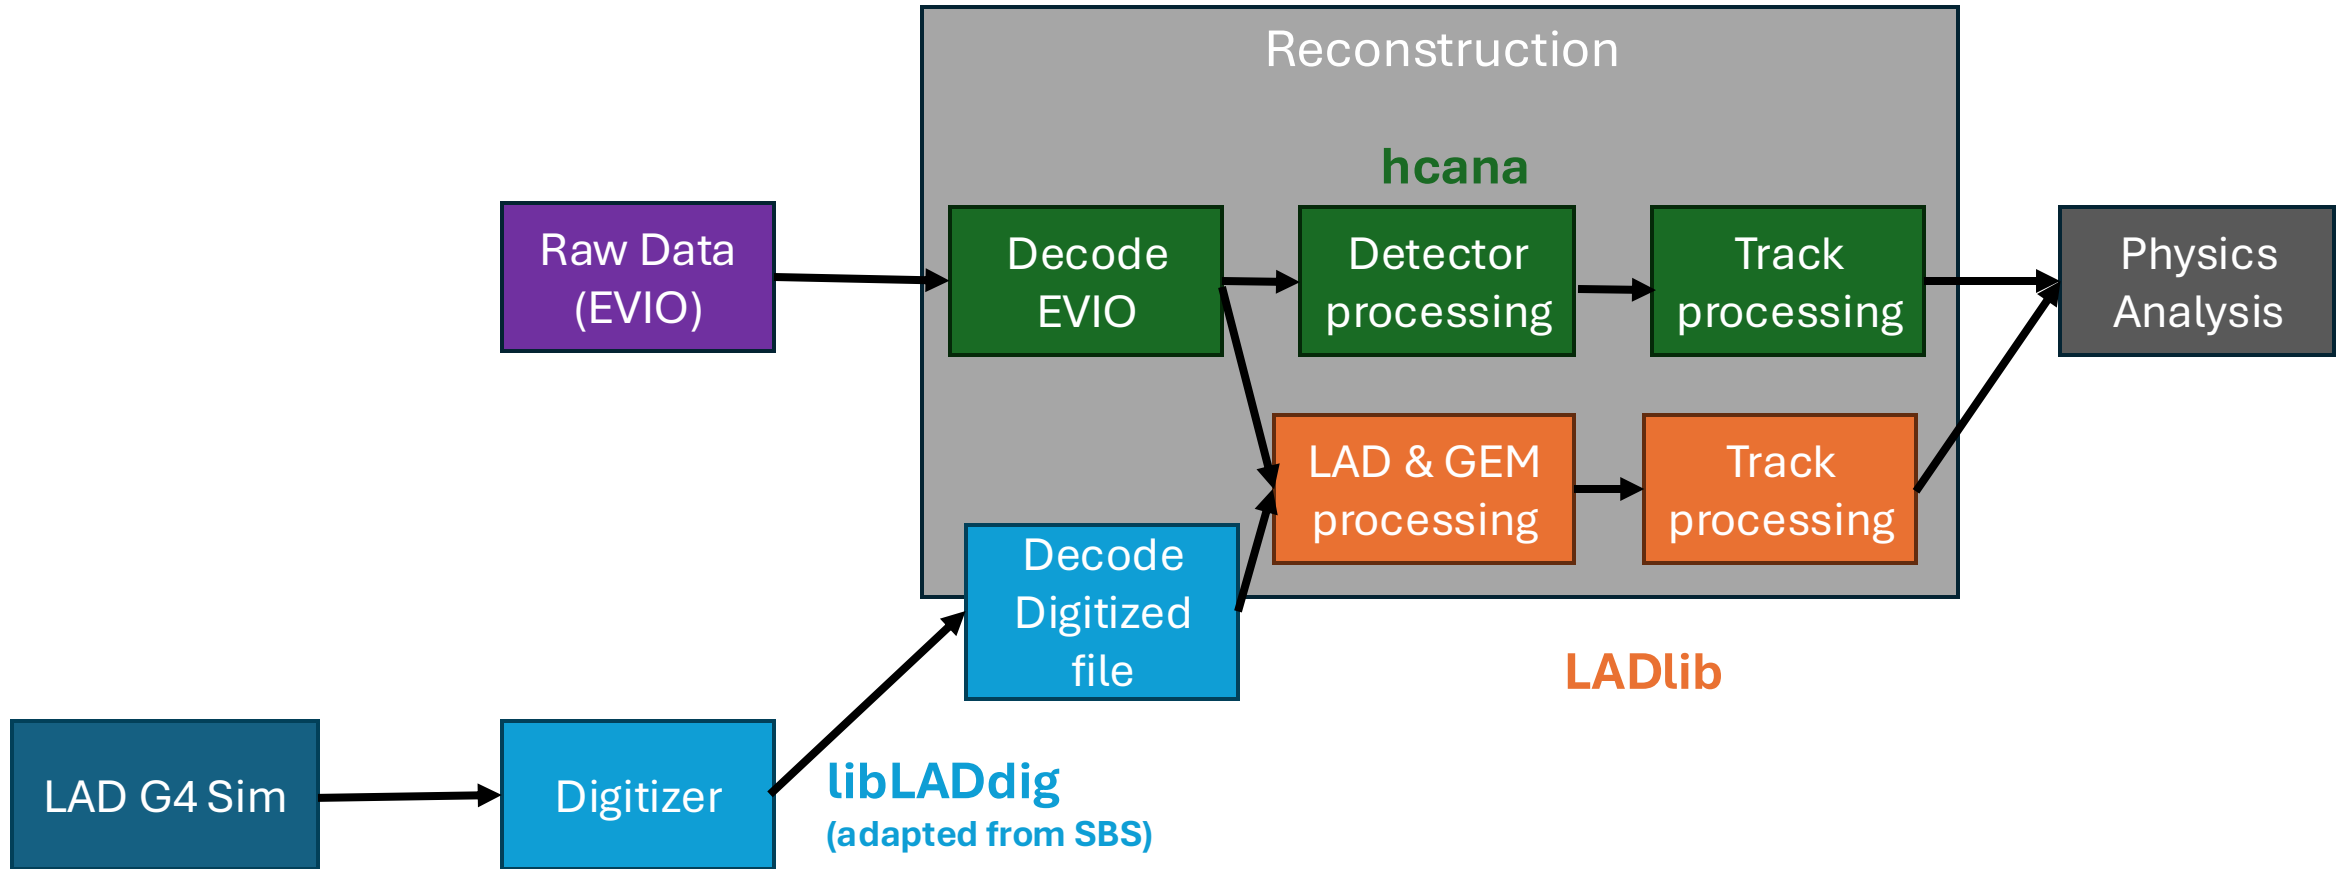 Reconstruction
hcana
Raw Data
(EVIO)
Decode
EVIO
Detector
processing
Track
processing
Physics
Analysis
LAD & GEM
processing
Track
processing
Decode
Digitized
file
LADlib
LAD G4 Sim
Digitizer
libLADdig
(adapted from SBS)